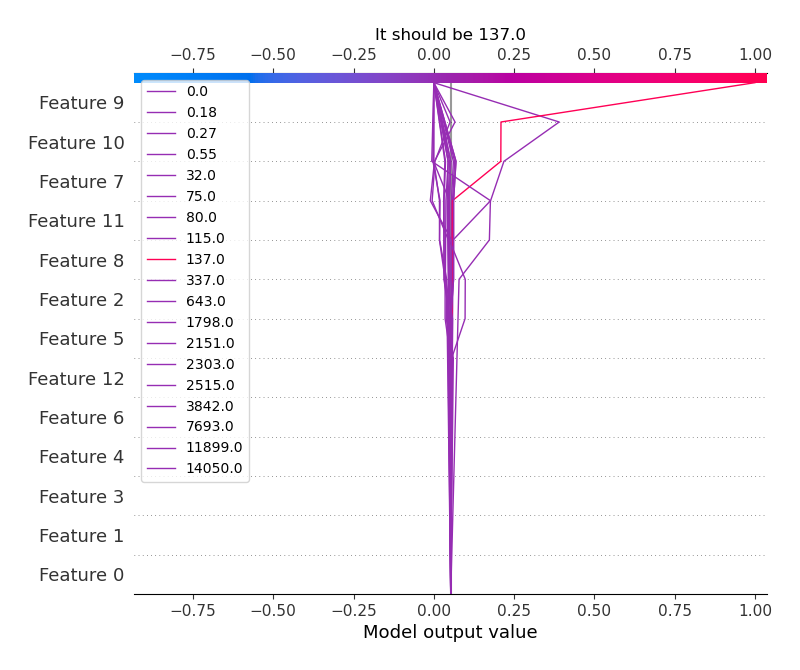 It should be 137.0
−0.75 −0.50 −0.25 0.00 0.25 0.50 0.75 1.00
Feature 9
Feature 10
Feature 7
Feature 11
Feature 8
Feature 2
Feature 5
Feature 12
Feature 6
Feature 4
Feature 3
Feature 1
Feature 0
0.0
0.18
0.27
0.55
32.0
75.0
80.0
115.0
137.0
337.0
643.0
1798.0
2151.0
2303.0
2515.0
3842.0
7693.0
11899.0
14050.0
−0.75 −0.50 −0.25 0.00 0.25 0.50 0.75 1.00
Model output value